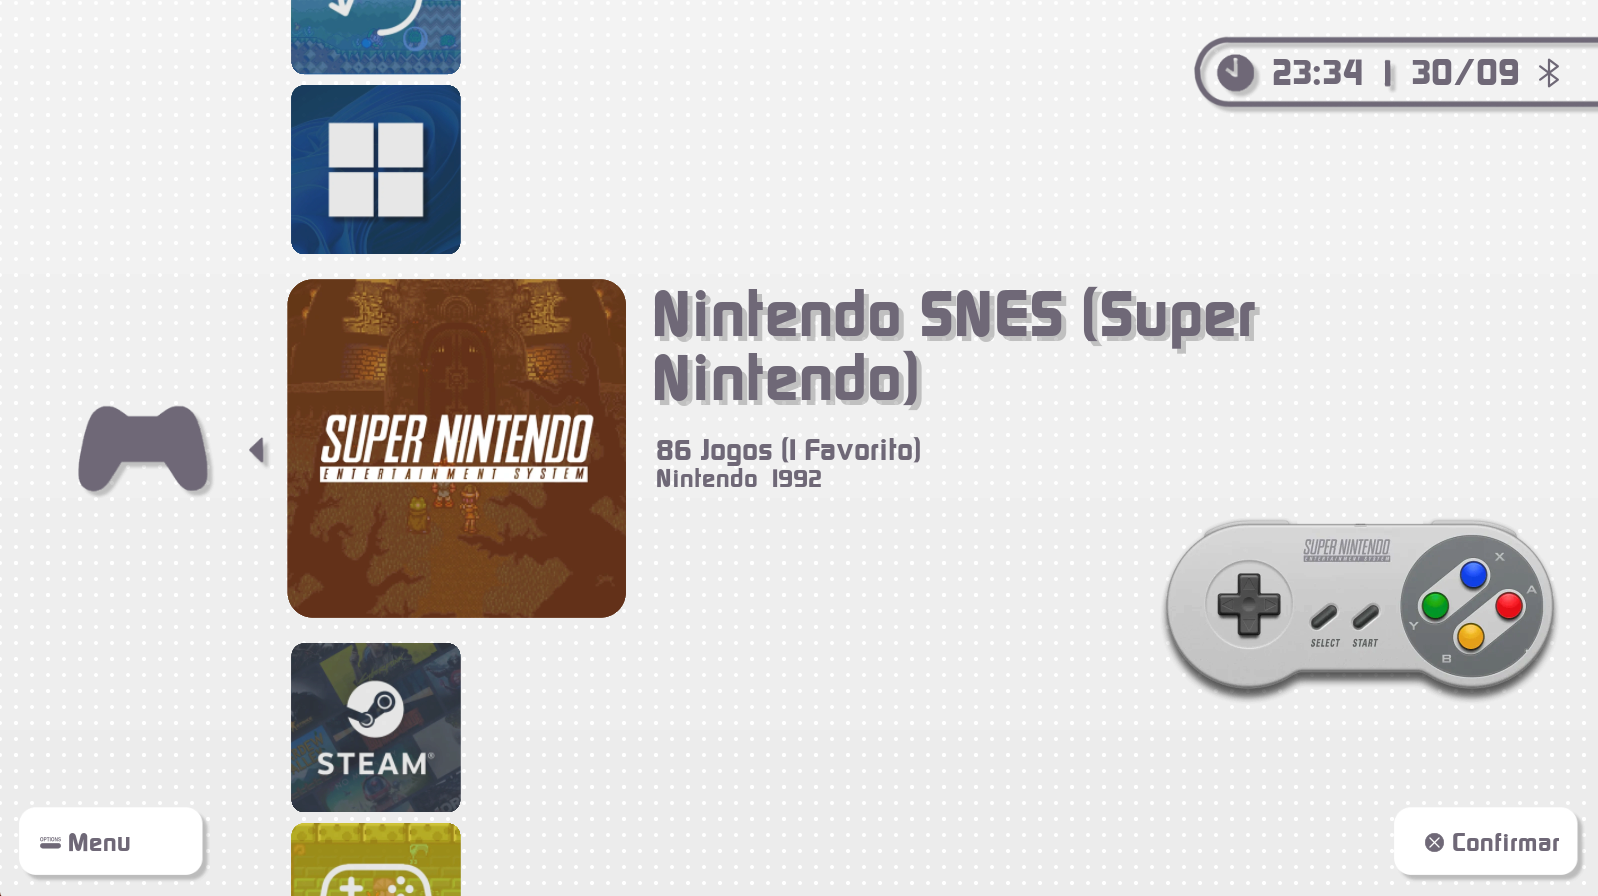 23:34 | 30/09
Nintendo SNES (Super
Nintendo)
86 Jogos (1 Favorito)
Nintendo 1992
SUPER NINTENDO
ENTERTAINMENT SYSTEM
SUPER NINTENDO
ENTERTAINMENT SYSTEM
X
A
Y
B
SELECT START
STEAM®
OPTIONS Menu
Confirmar